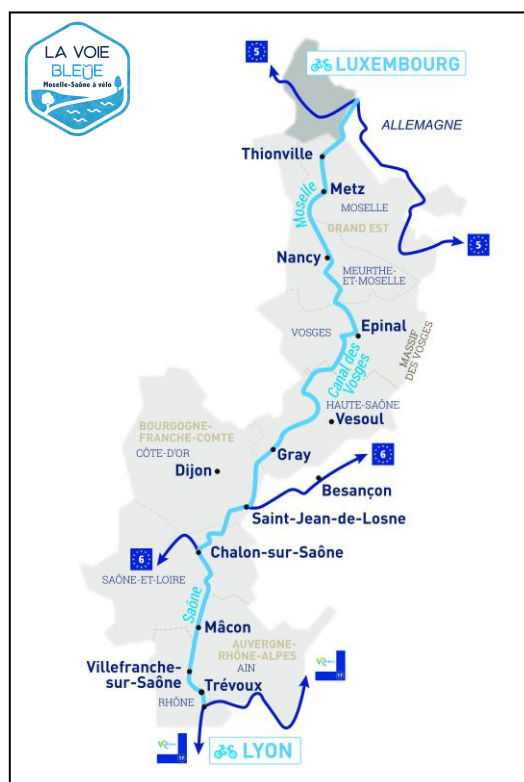 LA VOIE
BLEUE
Moselle-Saône à vélo
5
LUXEMBOURG
ALLEMAGNE
Thionville
Moselle
Metz
MOSELLE
GRAND EST
5
Nancy
MEURTHE-
ET-MOSELLE
VOSGES
Epinal
MASSIF
DES VOSGES
Canal des
Vosges
HAUTE-SAÔNE
Vesoul
BOURGOGNE-
FRANCHE-COMTE
CÔTE-D'OR
Gray
6
Dijon
Besançon
Saint-Jean-de-Losne
6
Chalon-sur-Saône
SAÔNE-ET-LOIRE
Saône
Mâcon
AUVERGNE-
RHÔNE-ALPES
AIN
Villefranche-
sur-Saône
Trévoux
RHÔNE
17
17
LYON